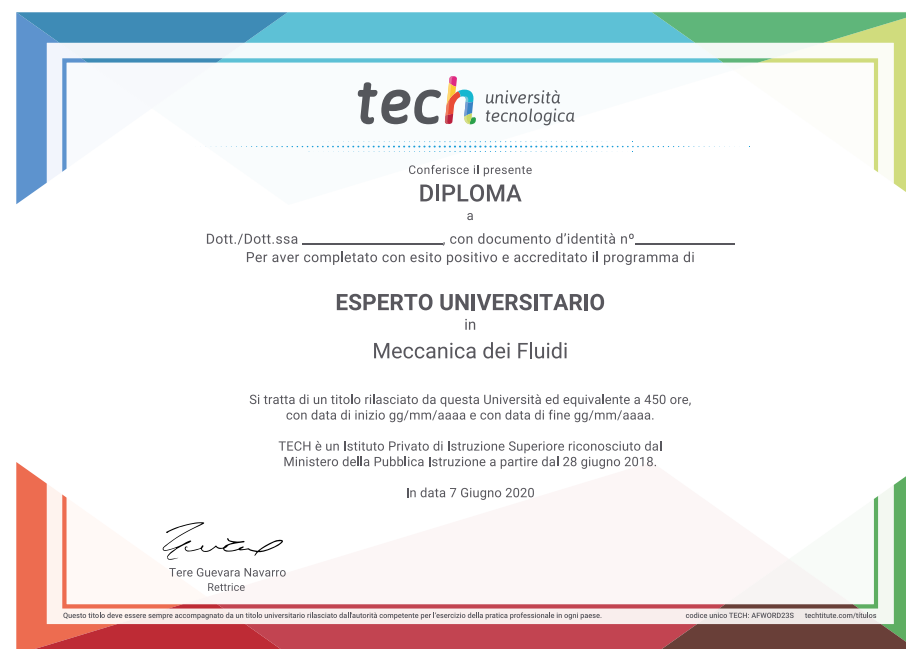 tech università
tecnologica
Conferisce il presente
DIPLOMA
a
Dott./Dott.ssa ____________________, con documento d'identità nº______________
Per aver completato con esito positivo e accreditato il programma di
ESPERTO UNIVERSITARIO
in
Meccanica dei Fluidi
Si tratta di un titolo rilasciato da questa Università ed equivalente a 450 ore,
con data di inizio gg/mm/aaaa e con data di fine gg/mm/aaaa.
TECH è un Istituto Privato di Istruzione Superiore riconosciuto dal
Ministero della Pubblica Istruzione a partire dal 28 giugno 2018.
In data 7 Giugno 2020
Tere Guevara Navarro
Rettrice
Questo titolo deve essere sempre accompagnato da un titolo universitario rilasciato dall'autorità competente per l'esercizio della pratica professionale in ogni paese. codice unico TECH: AFWORD23S techtitute.com/titulos